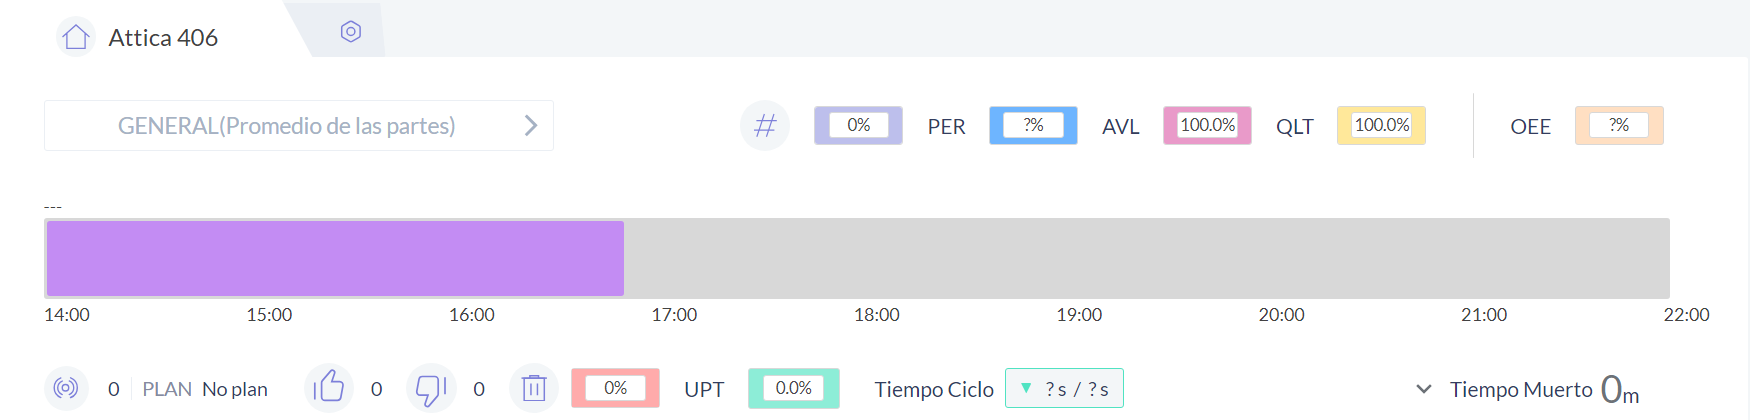 Attica 406
GENERAL(Promedio de las partes)
# 0% PER ?% AVL 100.0% QLT 100.0% OEE ?%
---
14:00 15:00 16:00 17:00 18:00 19:00 20:00 21:00 22:00
0 PLAN No plan 0 0 0% UPT 0.0% Tiempo Ciclo ▼ ?s / ?s Tiempo Muerto 0m